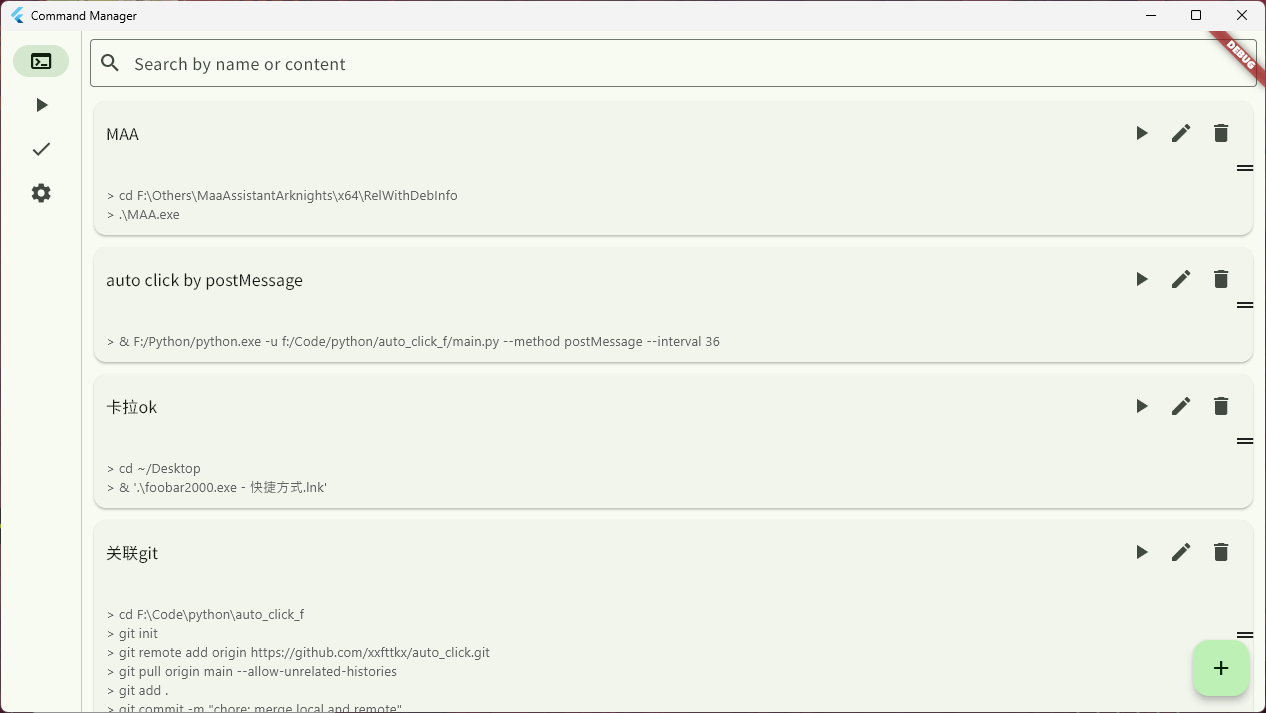 Command Manager
DEBUG
Search by name or content
MAA
> cd F:\Others\MaaAssistantArknights\x64\RelWithDebInfo
> .\MAA.exe
auto click by postMessage
> & F:/Python/python.exe -u f:/Code/python/auto_click_f/main.py --method postMessage --interval 36
卡拉ok
> cd ~/Desktop
> & '.\foobar2000.exe - 快捷方式.lnk'
关联git
> cd F:\Code\python\auto_click_f
> git init
> git remote add origin https://github.com/xxfttkx/auto_click.git
> git pull origin main --allow-unrelated-histories
> git add .
> git commit -m "chore: merge local and remote"